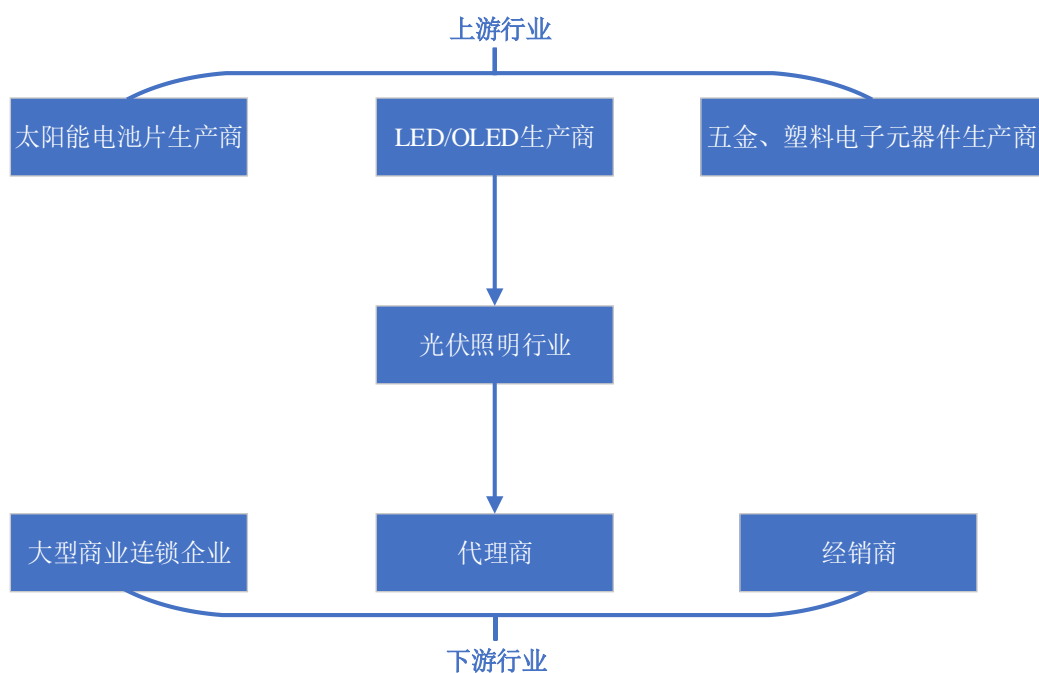 上游行业
太阳能电池片生产商
LED/OLED生产商
五金、塑料电子元器件生产商
光伏照明行业
大型商业连锁企业
代理商
经销商
下游行业